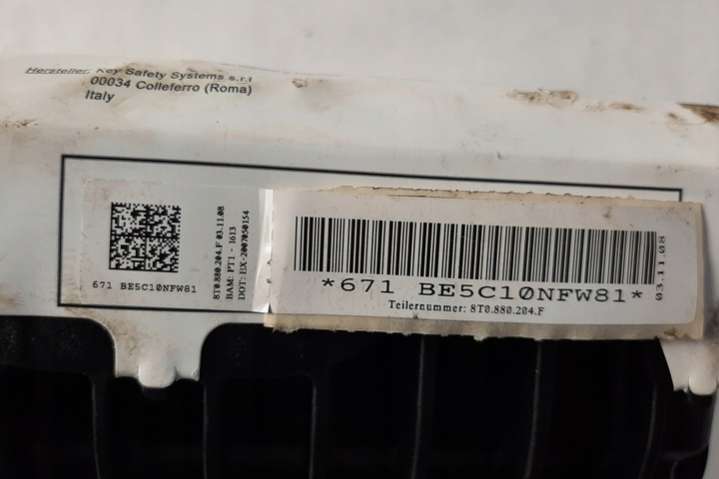 Hersteller: Key Safety Systems s.r.l
00034 Colleferro (Roma)
Italy
671 BE5C10NFW81
8T0.880.204.F 03.11.08
BAM: PT1 - 1613
DOT: EX-2007050154
*671 BE5C10NFW81*
Teilernummer: 8T0.880.204.F
03.11.08